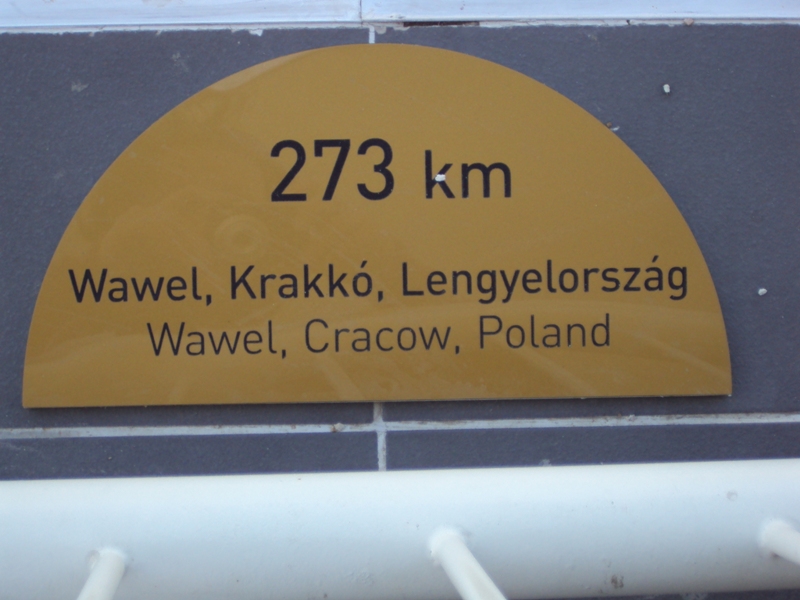 273 km
Wawel, Krakkó, Lengyelország
Wawel, Cracow, Poland